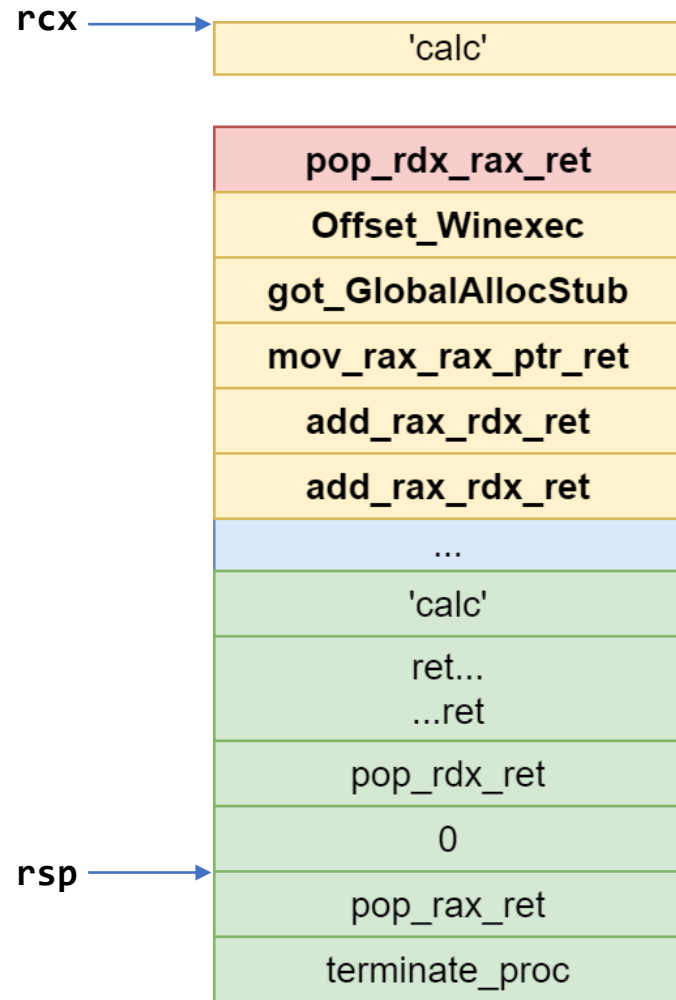 rcx
'calc'
pop_rdx_rax_ret
Offset_Winexec
got_GlobalAllocStub
mov_rax_rax_ptr_ret
add_rax_rdx_ret
add_rax_rdx_ret
...
'calc'
ret...
...ret
pop_rdx_ret
0
rsp
pop_rax_ret
terminate_proc